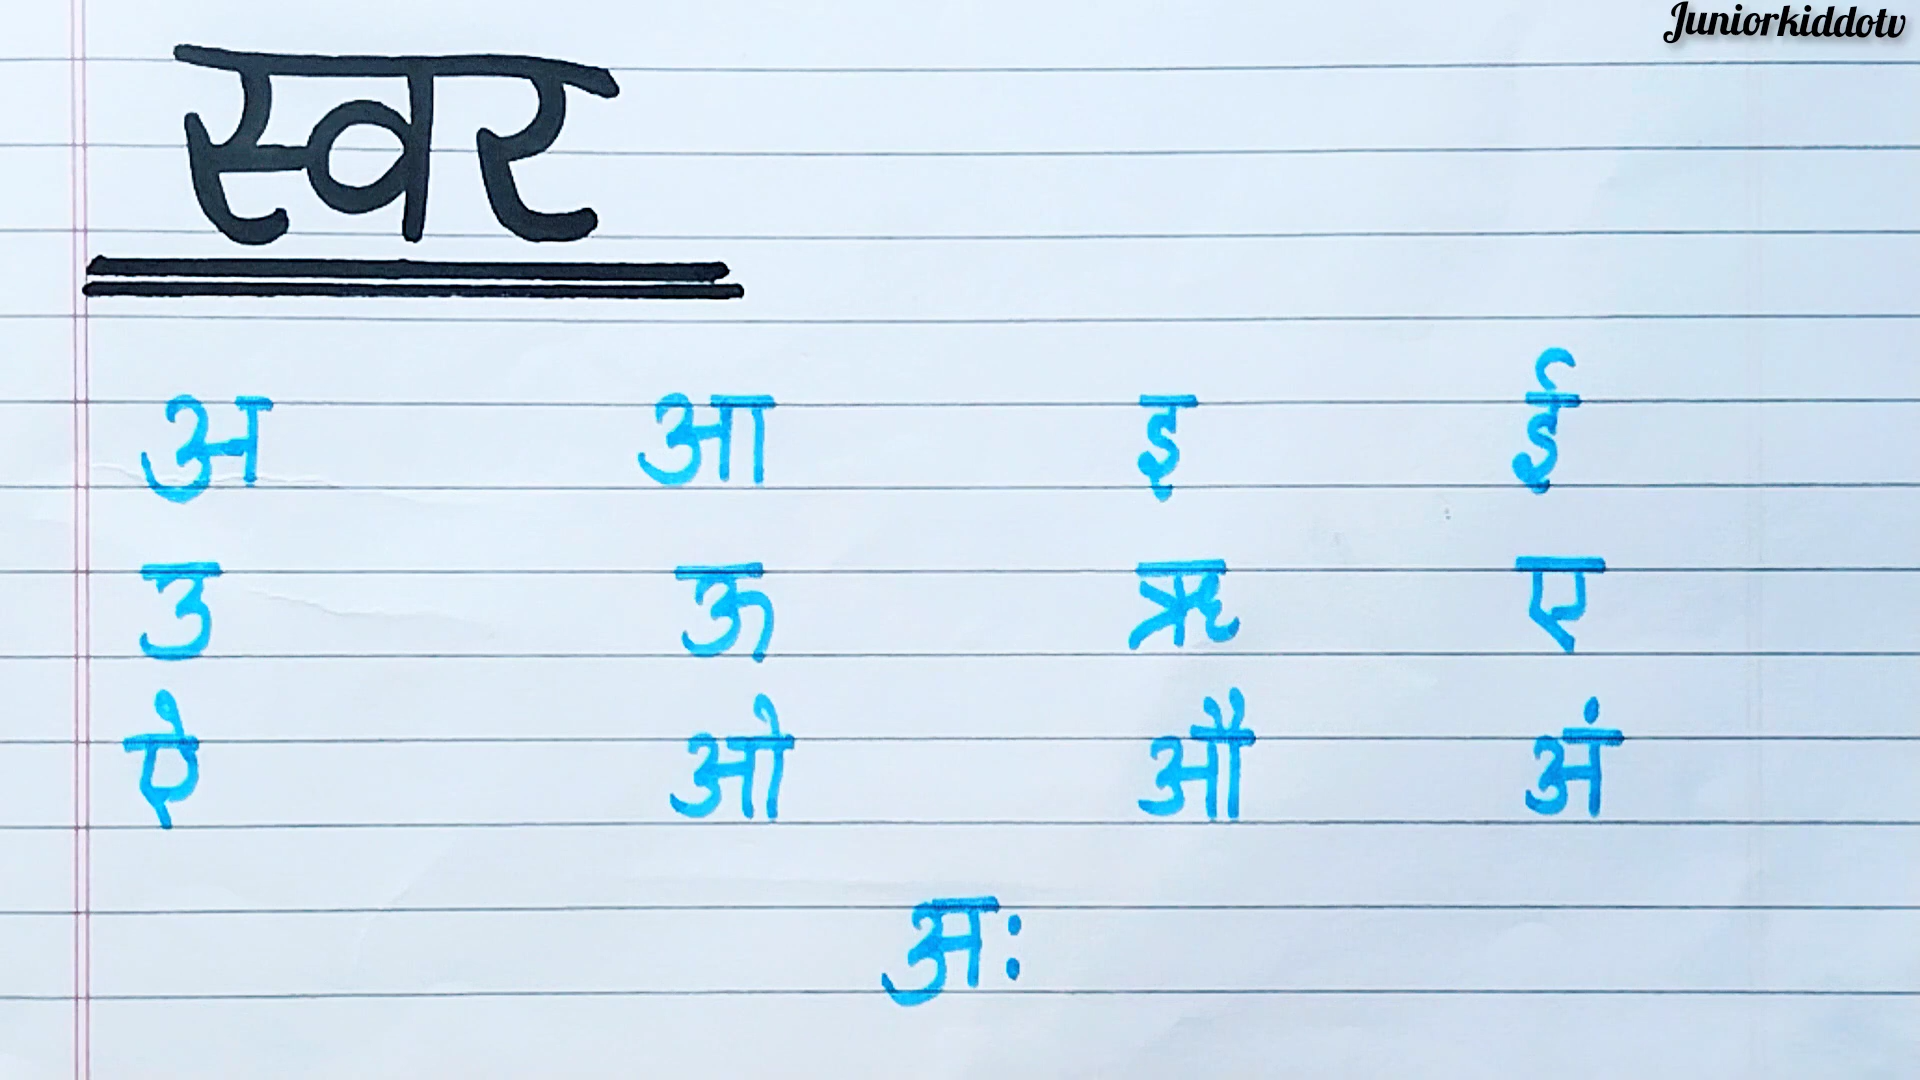 Juniorkiddotv
स्वर
अ आ इ ई
उ ऊ ऋ ए
ऐ ओ औ अं
अः